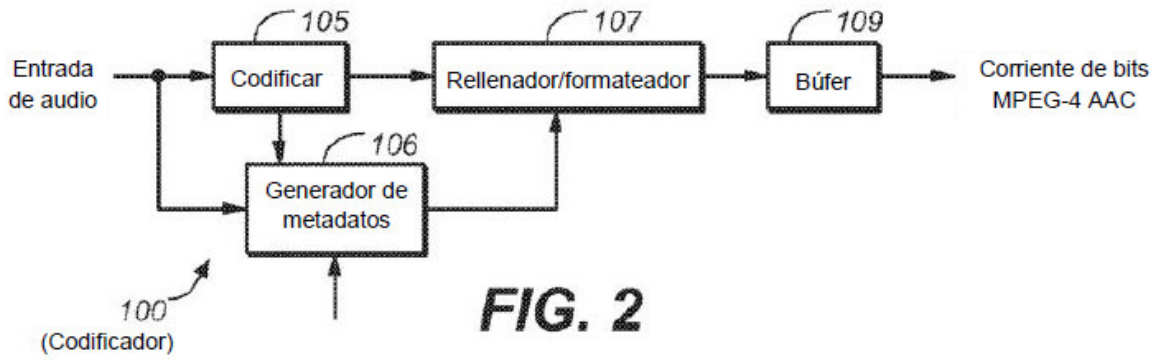 105
107
109
Entrada
de audio
Codificar
Rellenador/formateador
Búfer
Corriente de bits
MPEG-4 AAC
106
Generador de
metadatos
100
(Codificador)
FIG. 2